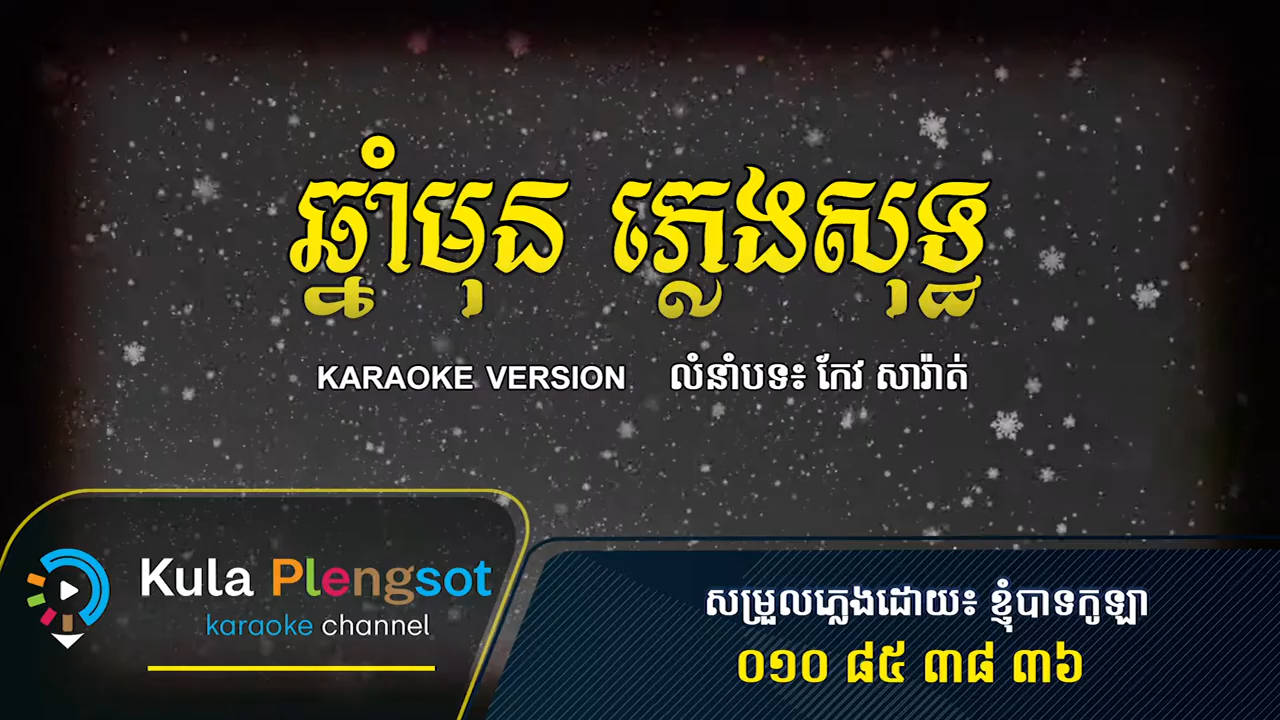 ឆ្នាំមុន ភ្លេងសុទ្ធ
KARAOKE VERSION លំនាំបទ៖ កែវ សារ៉ាត់
Kula Plengsot
karaoke channel
សម្រួលភ្លេងដោយ៖ ខ្ញុំបាទកូឡា
០១០ ៨៥ ៣៨ ៣៦